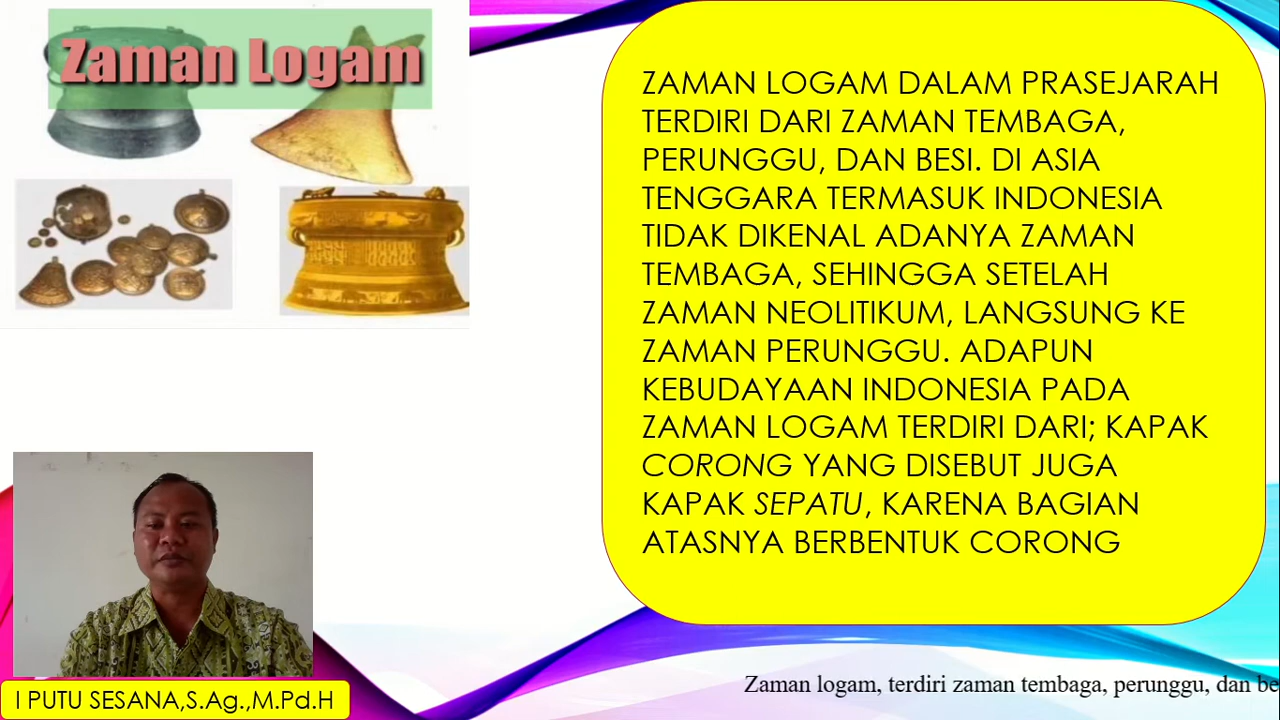 Zaman Logam
ZAMAN LOGAM DALAM PRASEJARAH
TERDIRI DARI ZAMAN TEMBAGA,
PERUNGGU, DAN BESI. DI ASIA
TENGGARA TERMASUK INDONESIA
TIDAK DIKENAL ADANYA ZAMAN
TEMBAGA, SEHINGGA SETELAH
ZAMAN NEOLITIKUM, LANGSUNG KE
ZAMAN PERUNGGU. ADAPUN
KEBUDAYAAN INDONESIA PADA
ZAMAN LOGAM TERDIRI DARI; KAPAK
CORONG YANG DISEBUT JUGA
KAPAK SEPATU, KARENA BAGIAN
ATASNYA BERBENTUK CORONG
I PUTU SESANA,S.Ag.,M.Pd.H
Zaman logam, terdiri zaman tembaga, perunggu, dan be